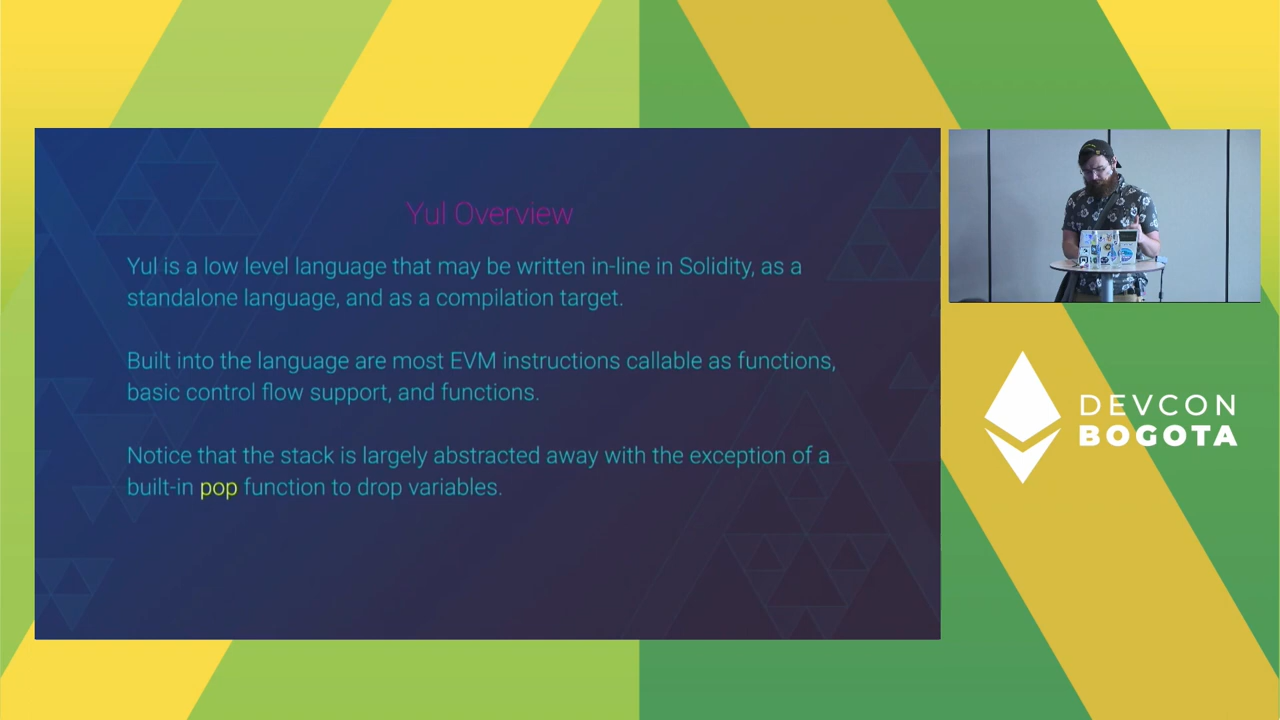 Yul Overview
Yul is a low level language that may be written in-line in Solidity, as a
standalone language, and as a compilation target.
Built into the language are most EVM instructions callable as functions,
basic control flow support, and functions.
Notice that the stack is largely abstracted away with the exception of a
built-in pop function to drop variables.
DEVCON
BOGOTA